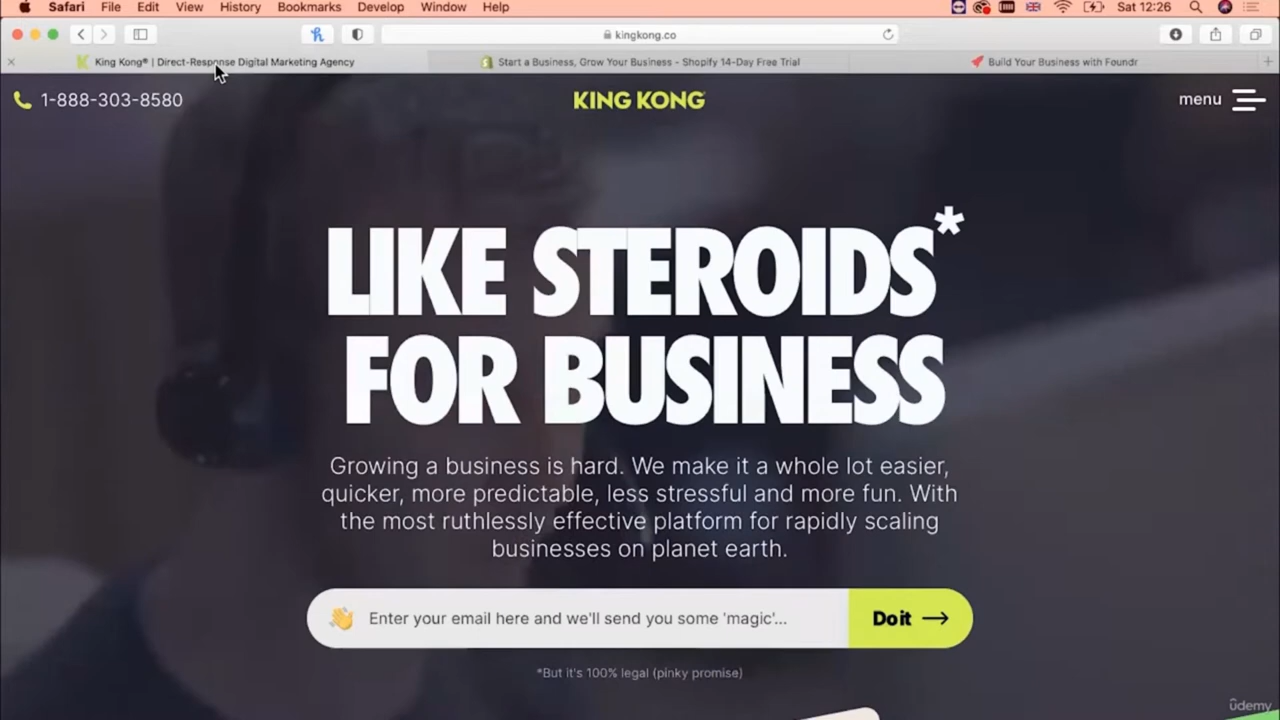 Safari File Edit View History Bookmarks Develop Window Help Sat 12:26
kingkong.co
King Kong® | Direct-Response Digital Marketing Agency
Start a Business, Grow Your Business - Shopify 14-Day Free Trial
Build Your Business with Foundr
1-888-303-8580
KING KONG
menu
LIKE STEROIDS*
FOR BUSINESS
Growing a business is hard. We make it a whole lot easier,
quicker, more predictable, less stressful and more fun. With
the most ruthlessly effective platform for rapidly scaling
businesses on planet earth.
Enter your email here and we'll send you some 'magic'...
Do it →
*But it's 100% legal (pinky promise)
ûdemy